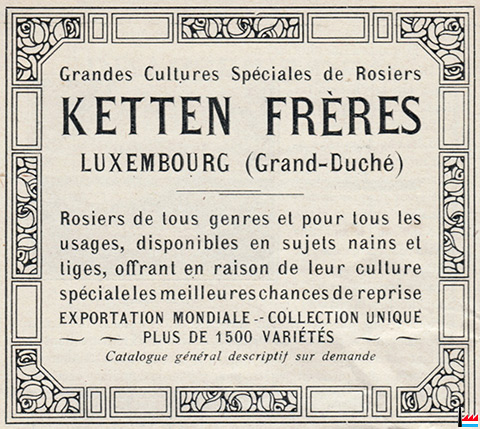 Grandes Cultures Spéciales de Rosiers
KETTEN FRÈRES
LUXEMBOURG (Grand-Duché)
Rosiers de tous genres et pour tous les
usages, disponibles en sujets nains et
tiges, offrant en raison de leur culture
spéciale les meilleures chances de reprise
EXPORTATION MONDIALE -- COLLECTION UNIQUE
PLUS DE 1500 VARIÉTÉS
Catalogue général descriptif sur demande